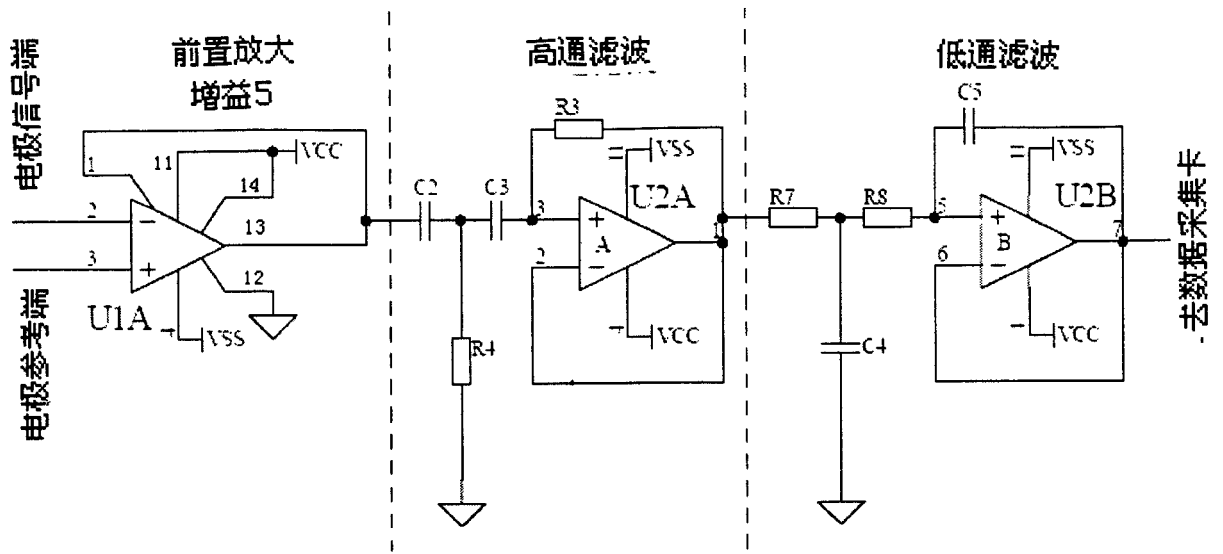 电极信号端
电极参考端
前置放大
增益5
1
11
VCC
14
2
13
3
12
U1A
4
VSS
高通滤波
R3
C2
C3
VSS
U2A
3
A
1
2
VCC
R4
低通滤波
C5
VSS
U2B
R7
R8
5
B
7
6
VCC
C4
去数据采集卡